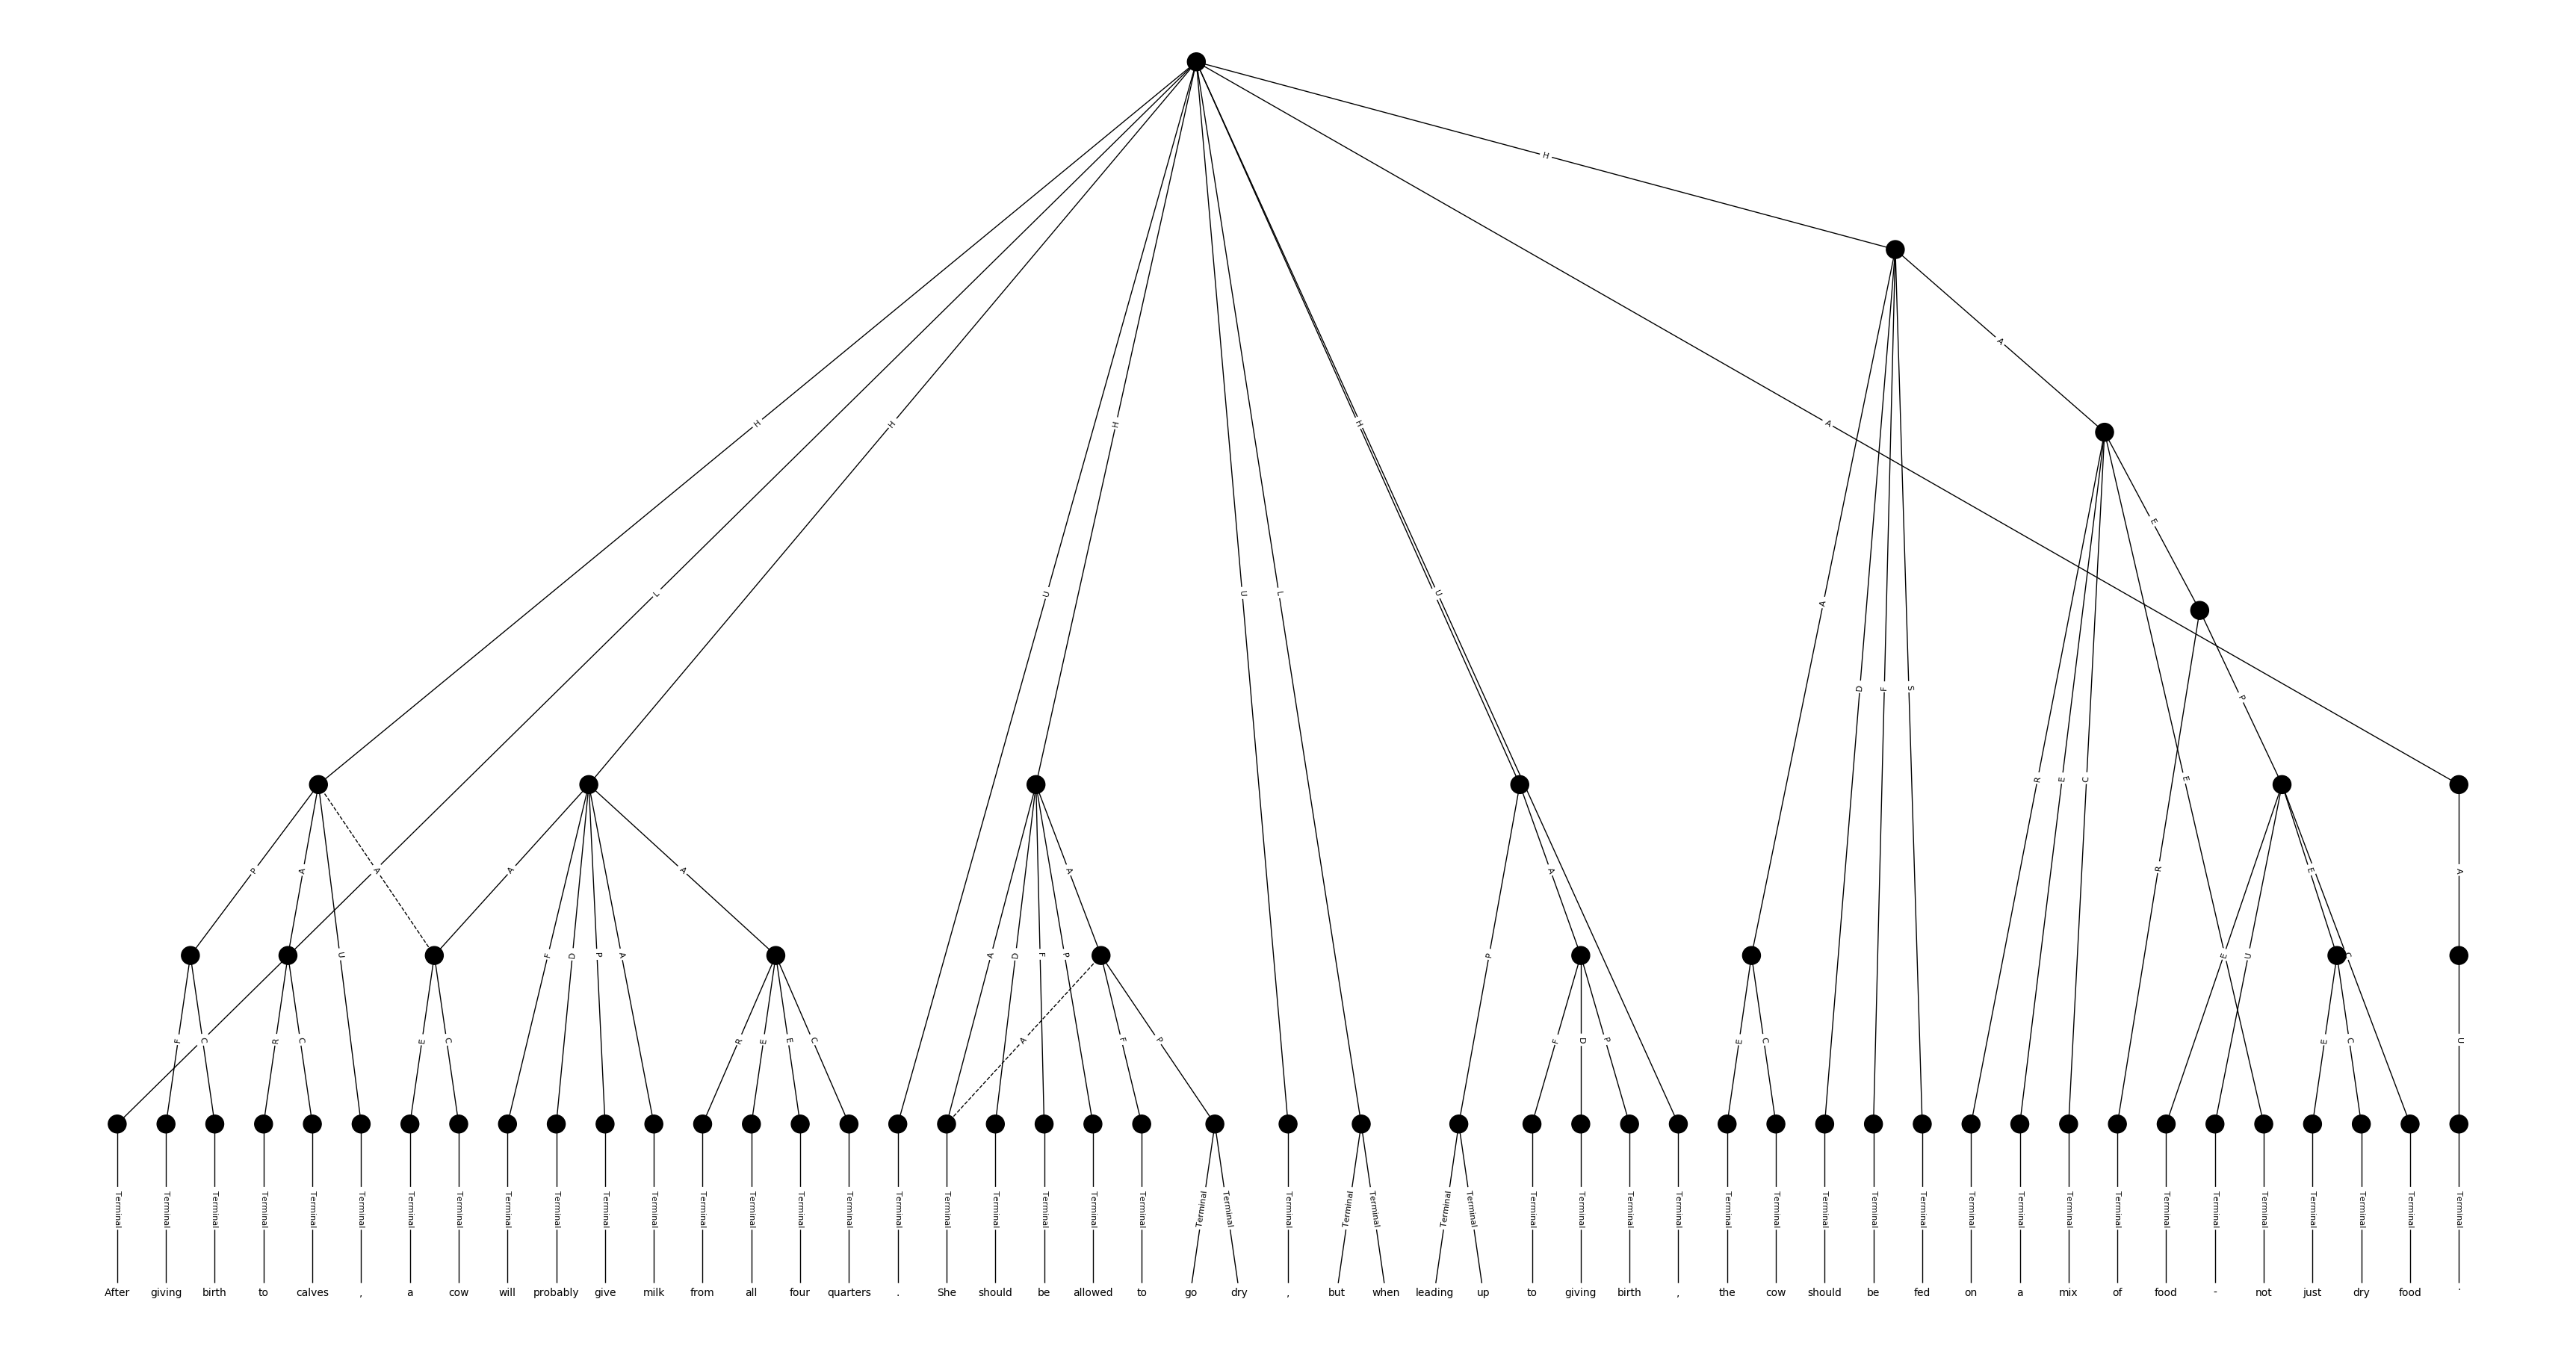 H
H
A
A
H
H
H
E
L
U
U
L
U
A
D
F
S
P
R
E
C
E
P
A
A
A
A
A
A
R
E
A
U
F
D
P
A
A
D
F
P
P
E
U
C
F
C
R
C
E
C
R
E
E
C
A
F
P
F
D
P
E
C
E
C
U
Terminal Terminal Terminal Terminal Terminal Terminal Terminal Terminal Terminal Terminal Terminal Terminal Terminal Terminal Terminal Terminal Terminal Terminal Terminal Terminal Terminal Terminal Terminal Terminal Terminal Terminal Terminal Terminal Terminal Terminal Terminal Terminal Terminal Terminal Terminal Terminal Terminal Terminal Terminal Terminal Terminal Terminal Terminal Terminal Terminal Terminal Terminal Terminal Terminal
After giving birth to calves , a cow will probably give milk from all four quarters . She should be allowed to go dry , but when leading up to giving birth , the cow should be fed on a mix of food - not just dry food .